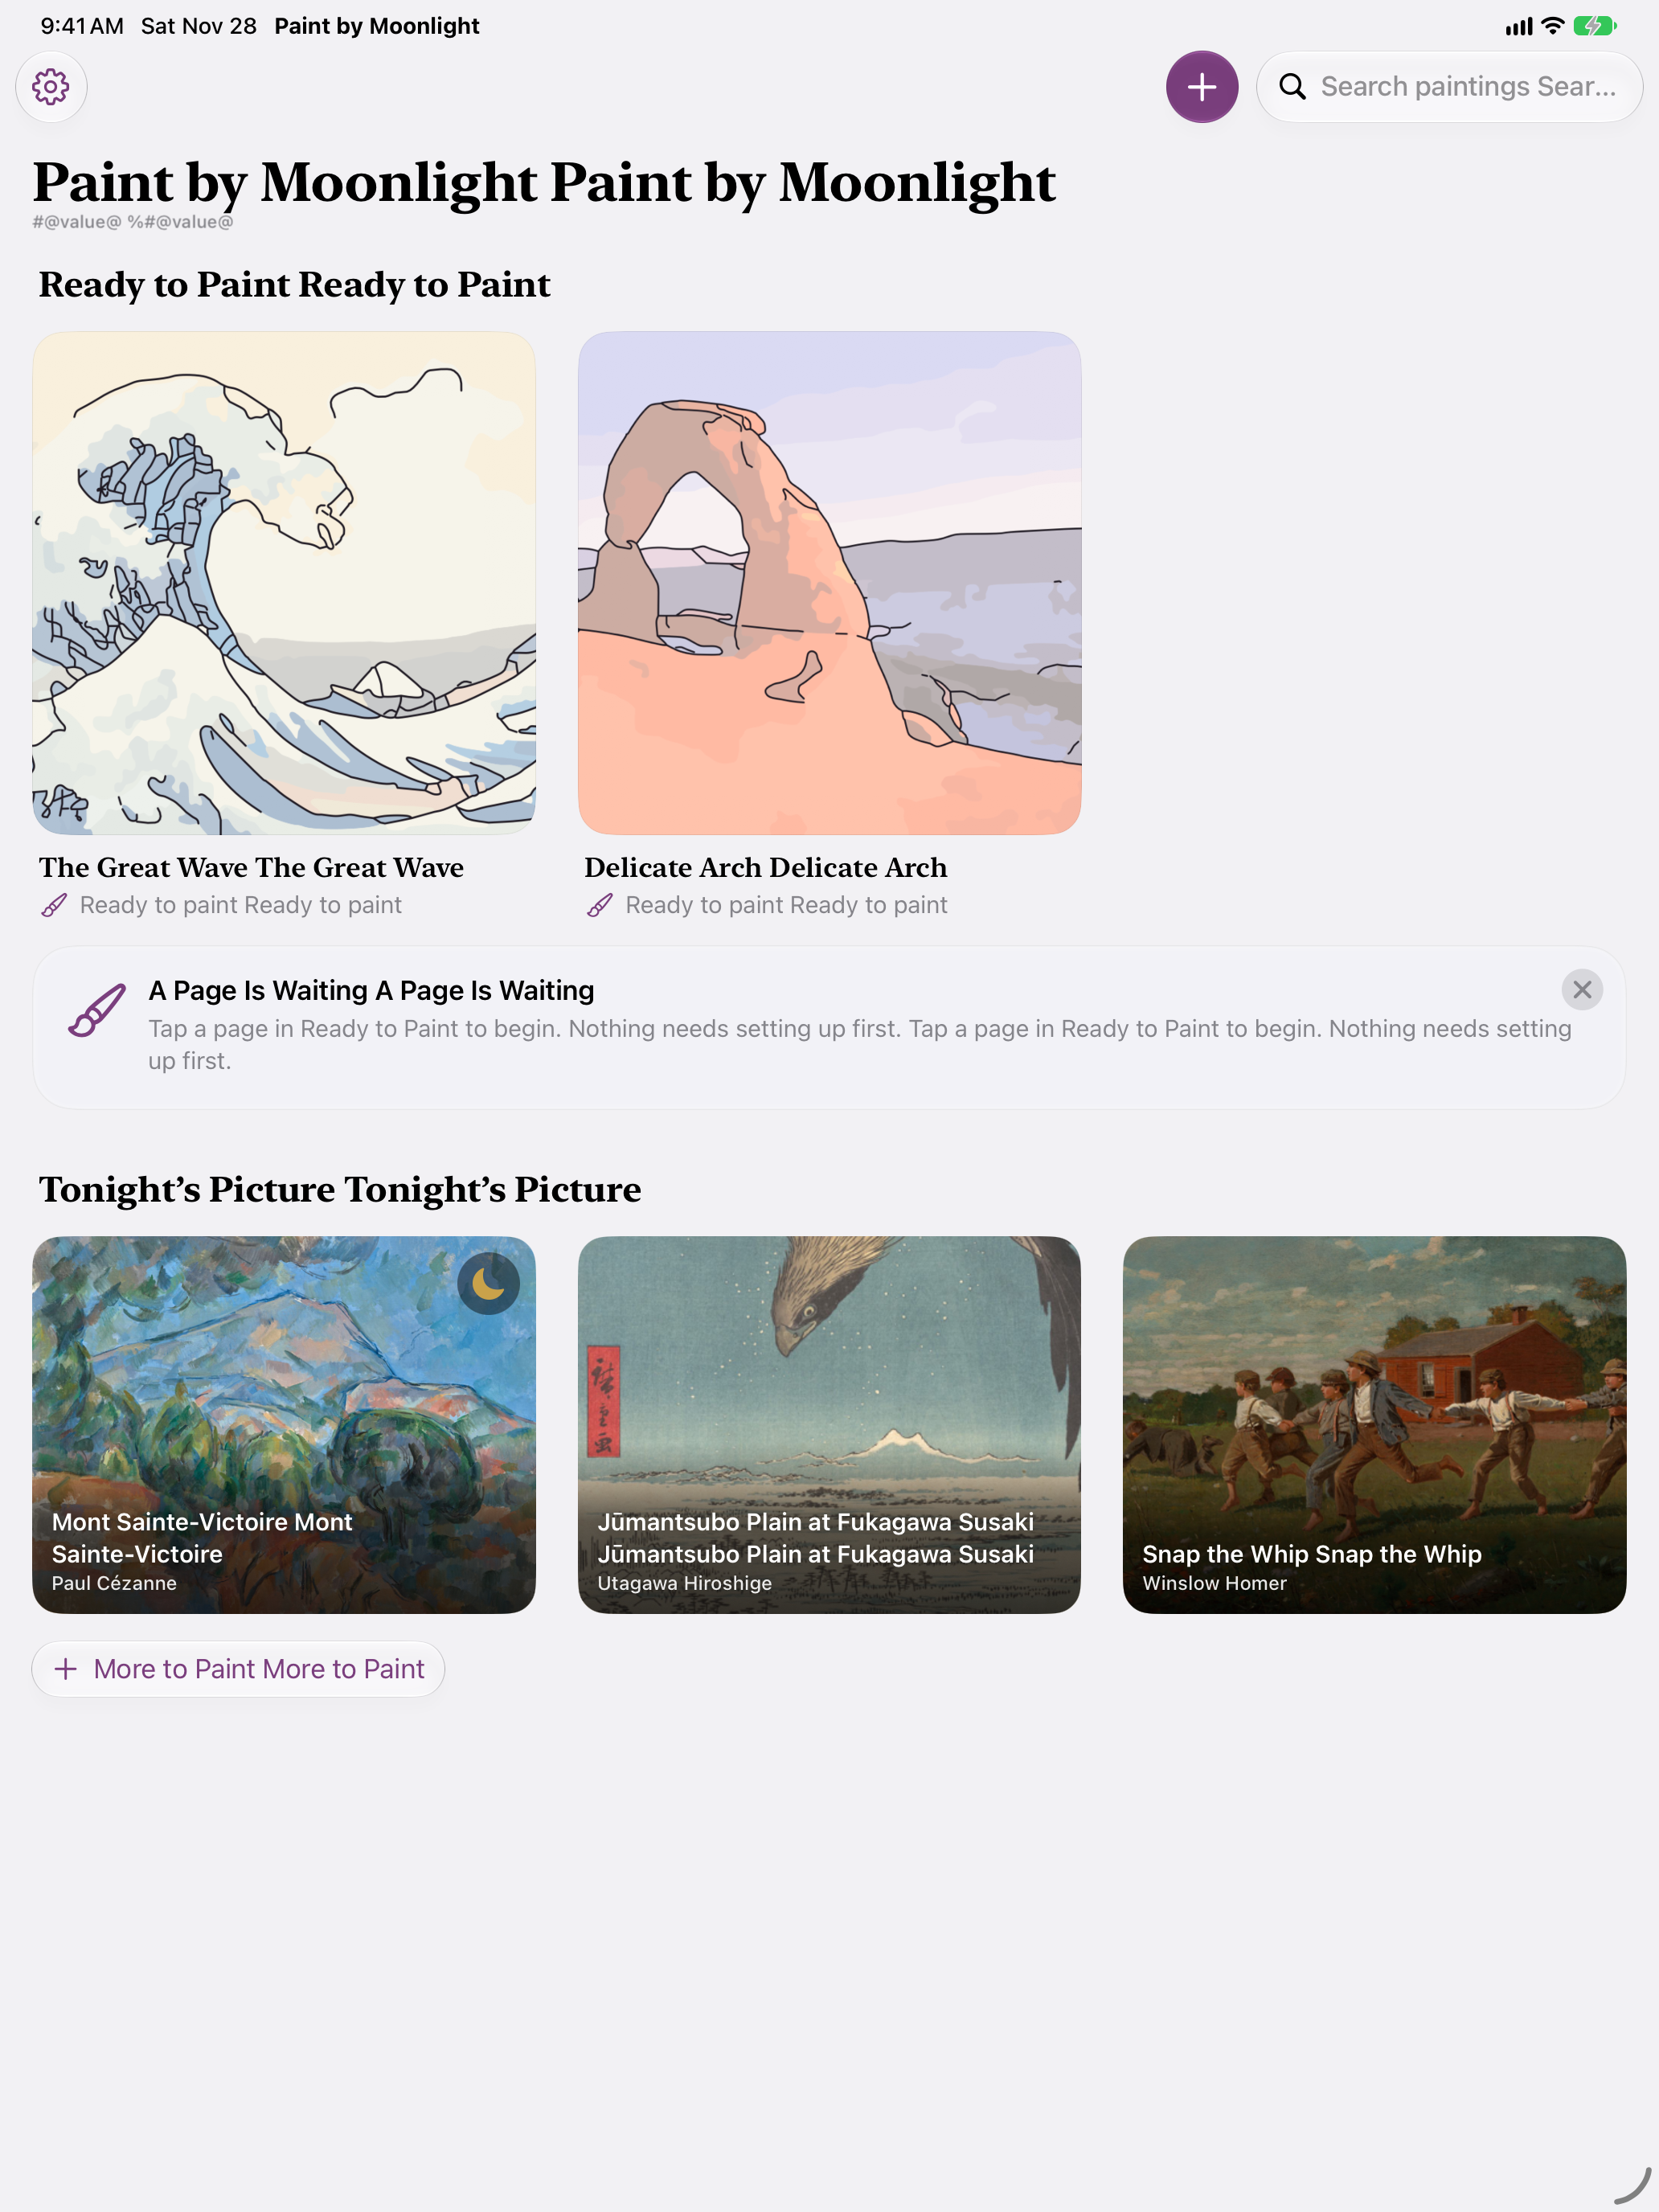 9:41 AM Sat Nov 28 Paint by Moonlight
Search paintings Sear...
Paint by Moonlight Paint by Moonlight
#@value@ %#@value@
Ready to Paint Ready to Paint
The Great Wave The Great Wave
Ready to paint Ready to paint
Delicate Arch Delicate Arch
Ready to paint Ready to paint
A Page Is Waiting A Page Is Waiting
Tap a page in Ready to Paint to begin. Nothing needs setting up first. Tap a page in Ready to Paint to begin. Nothing needs setting
up first.
Tonight’s Picture Tonight’s Picture
Mont Sainte-Victoire Mont
Sainte-Victoire
Paul Cézanne
Jūmantsubo Plain at Fukagawa Susaki
Jūmantsubo Plain at Fukagawa Susaki
Utagawa Hiroshige
Snap the Whip Snap the Whip
Winslow Homer
More to Paint More to Paint